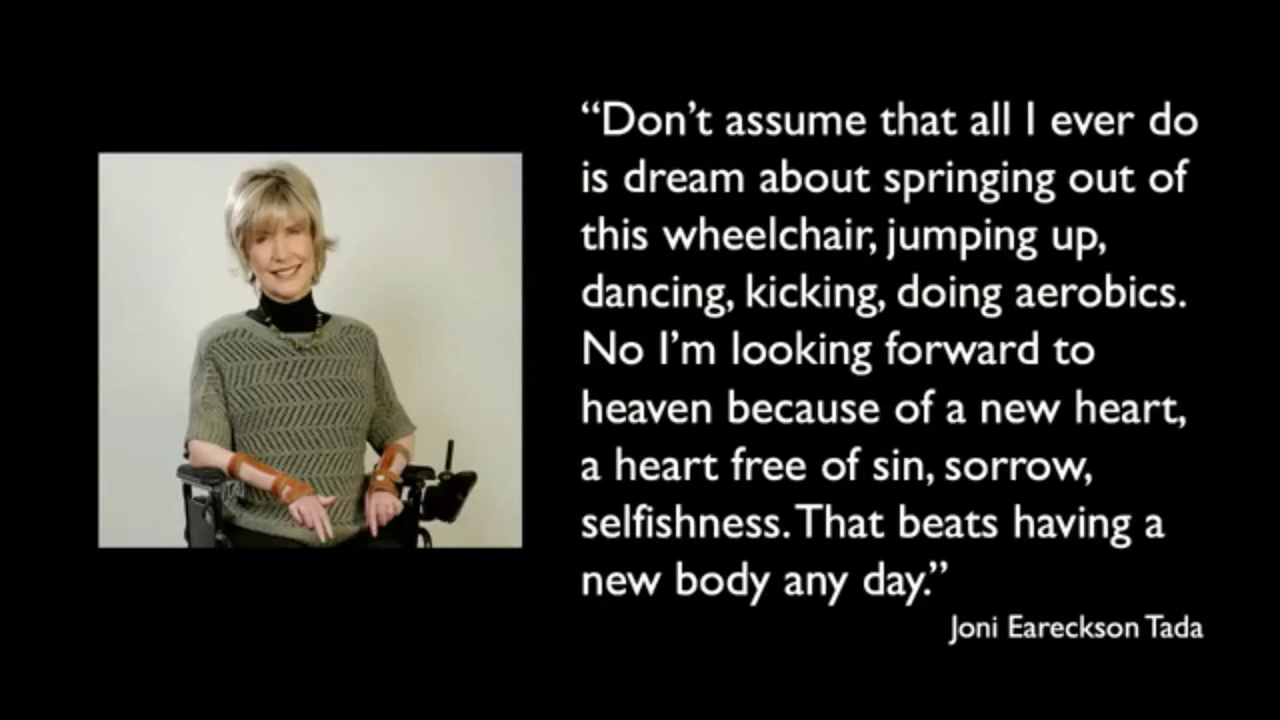 “Don’t assume that all I ever do
is dream about springing out of
this wheelchair, jumping up,
dancing, kicking, doing aerobics.
No I’m looking forward to
heaven because of a new heart,
a heart free of sin, sorrow,
selfishness. That beats having a
new body any day.”
Joni Eareckson Tada